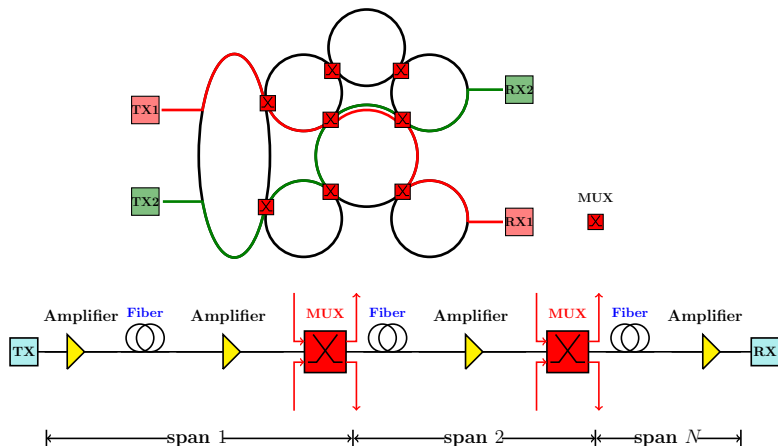 TX1
RX2
TX2
MUX
RX1
MUX
MUX
Amplifier
Fiber
Amplifier
Fiber
Amplifier
Fiber
Amplifier
TX
RX
span 1
span 2
span N